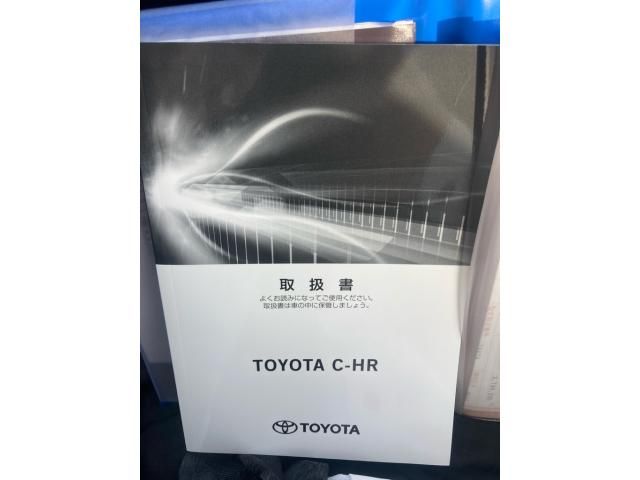 取扱書
よくお読みになってご使用ください。
取扱書は車の中に保管しましょう。
TOYOTA C-HR
TOYOTA